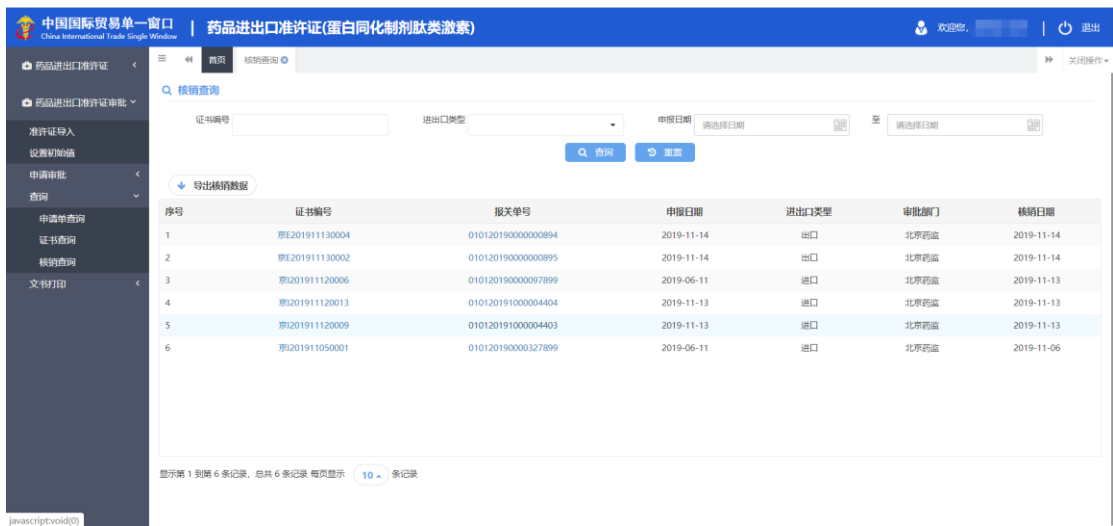 中国国际贸易单一窗口 | 药品进出口准许证(蛋白同化制剂肽类激素) 欢迎您, | 退出
China International Trade Single Window
药品进出口准许证
首页 核销查询 关闭操作
核销查询
药品进出口准许证审批
证书编号 进出口类型 申报日期 请选择日期 至 请选择日期
准许证导入
设置初始值
查询 重置
申请审批
导出核销数据
查询
申请单查询
证书查询
核销查询
文书打印
序号 证书编号 报关单号 申报日期 进出口类型 审批部门 核销日期
1 京E201911130004 010120190000000894 2019-11-14 出口 北京药监 2019-11-14
2 京E201911130002 010120190000000895 2019-11-14 出口 北京药监 2019-11-14
3 京I201911120006 010120190000097899 2019-06-11 进口 北京药监 2019-11-13
4 京I201911120013 010120191000004404 2019-11-13 进口 北京药监 2019-11-13
5 京I201911120009 010120191000004403 2019-11-13 进口 北京药监 2019-11-13
6 京I201911050001 010120190000327899 2019-06-11 进口 北京药监 2019-11-06
显示第 1 到第 6 条记录, 总共 6 条记录 每页显示 10 条记录
javascript:void(0)